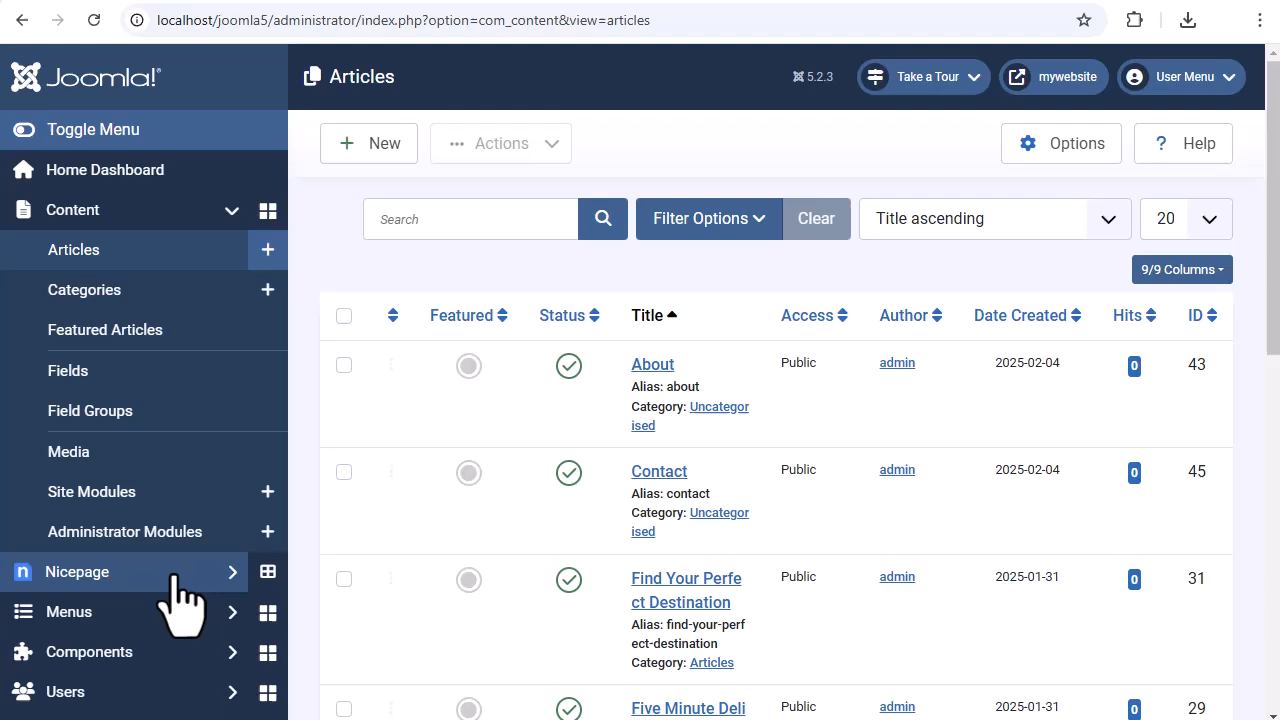 localhost/joomla5/administrator/index.php?option=com_content&view=articles
Joomla!
Articles
5.2.3
Take a Tour
mywebsite
User Menu
Toggle Menu
Home Dashboard
Content
Articles
Categories
Featured Articles
Fields
Field Groups
Media
Site Modules
Administrator Modules
Nicepage
Menus
Components
Users
New
Actions
Options
? Help
Search
Filter Options
Clear
Title ascending
20
9/9 Columns
Featured Status Title Access Author Date Created Hits ID
About Public admin 2025-02-04 0 43
Alias: about
Category: Uncategor
ised
Contact Public admin 2025-02-04 0 45
Alias: contact
Category: Uncategor
ised
Find Your Perfe Public admin 2025-01-31 0 31
ct Destination
Alias: find-your-perf
ect-destination
Category: Articles
Five Minute Deli Public admin 2025-01-31 0 29